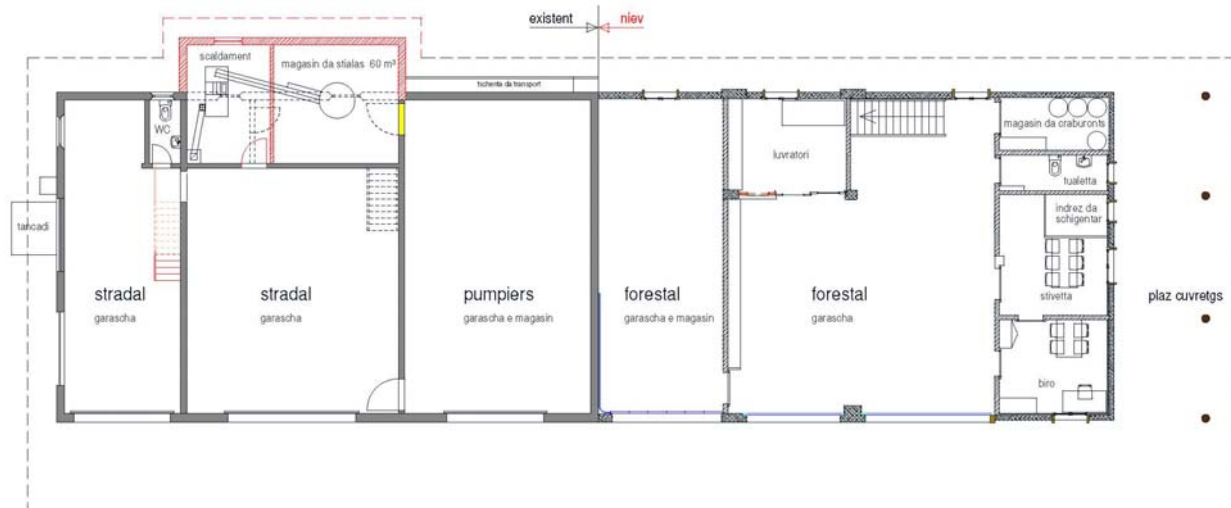 existent niev
scaldament
magasin da stialas 60 m³
tschenta da transport
WC
magasin da craburonts
luvratori
tualetta
indrez da
schigentar
tancadi
stradal
garascha
stradal
garascha
pumpiers
garascha e magasin
forestal
garascha e magasin
forestal
garascha
stivetta
plaz cuvretgs
biro